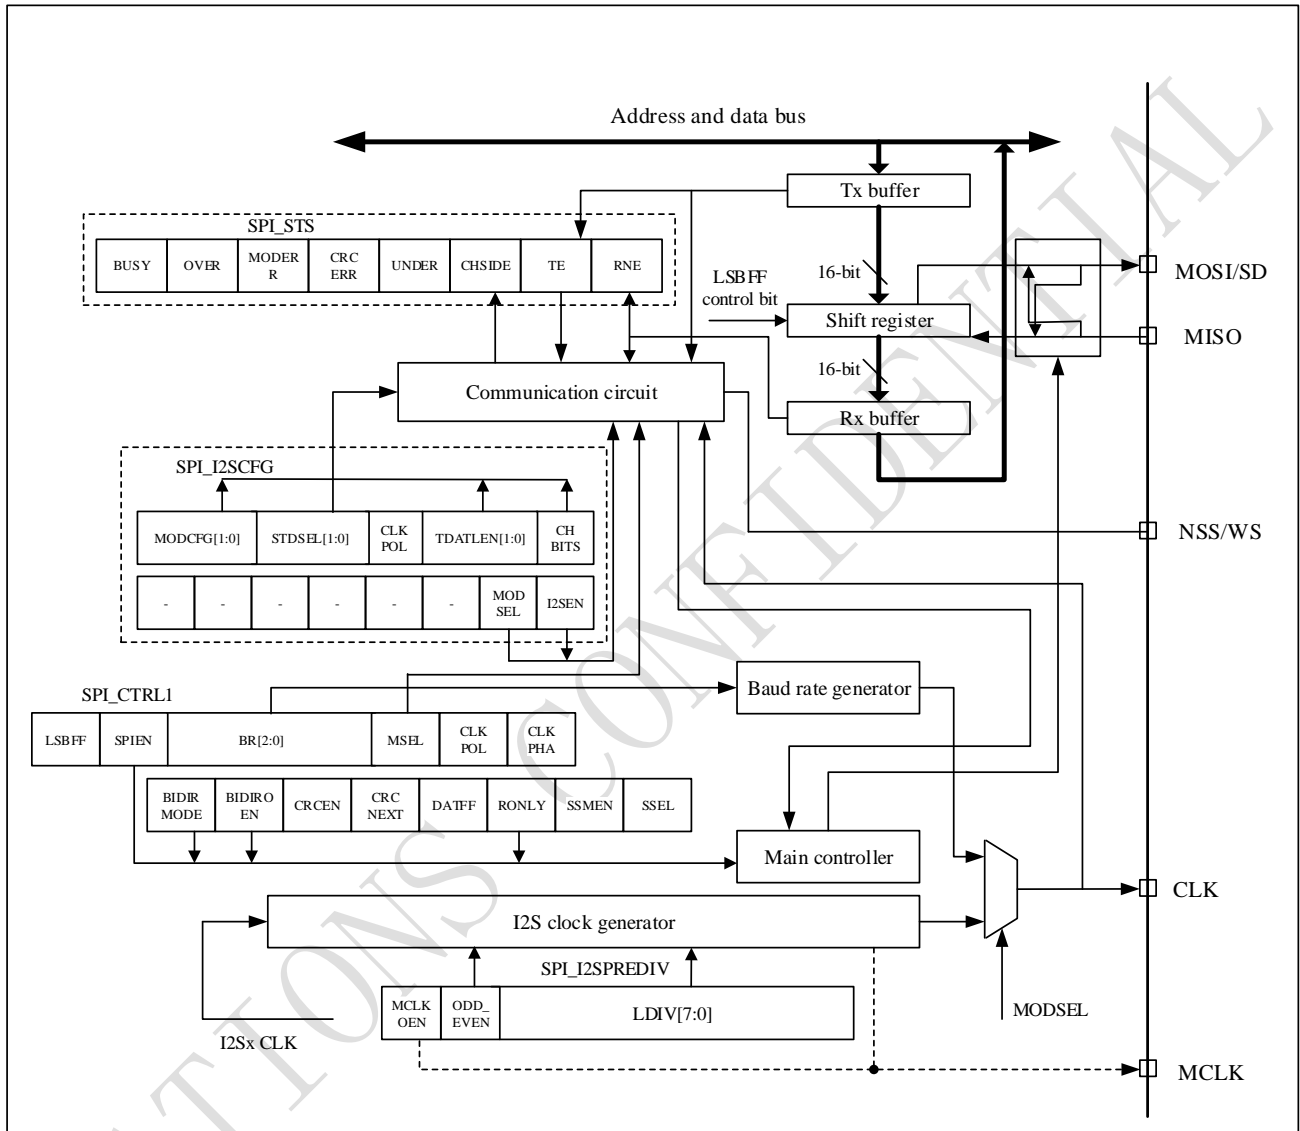 Address and data bus
Tx buffer
SPI_STS
BUSY
OVER
MODER
R
CRC
ERR
UNDER
CHSIDE
TE
RNE
16-bit
LSBFF
control bit
Shift register
MOSI/SD
MISO
16-bit
Communication circuit
Rx buffer
SPI_I2SCFG
MODCFG[1:0]
STDSEL[1:0]
CLK
POL
TDATLEN[1:0]
CH
BITS
NSS/WS
-
-
-
-
-
-
MOD
SEL
I2SEN
SPI_CTRL1
Baud rate generator
LSBFF
SPIEN
BR[2:0]
MSEL
CLK
POL
CLK
PHA
BIDIR
MODE
BIDIRO
EN
CRCEN
CRC
NEXT
DATFF
RONLY
SSMEN
SSEL
Main controller
CLK
I2S clock generator
SPI_I2SPREDIV
MCLK
OEN
ODD_
EVEN
LDIV[7:0]
MODSEL
I2Sx CLK
MCLK
TIONS CONFIDENTIAL